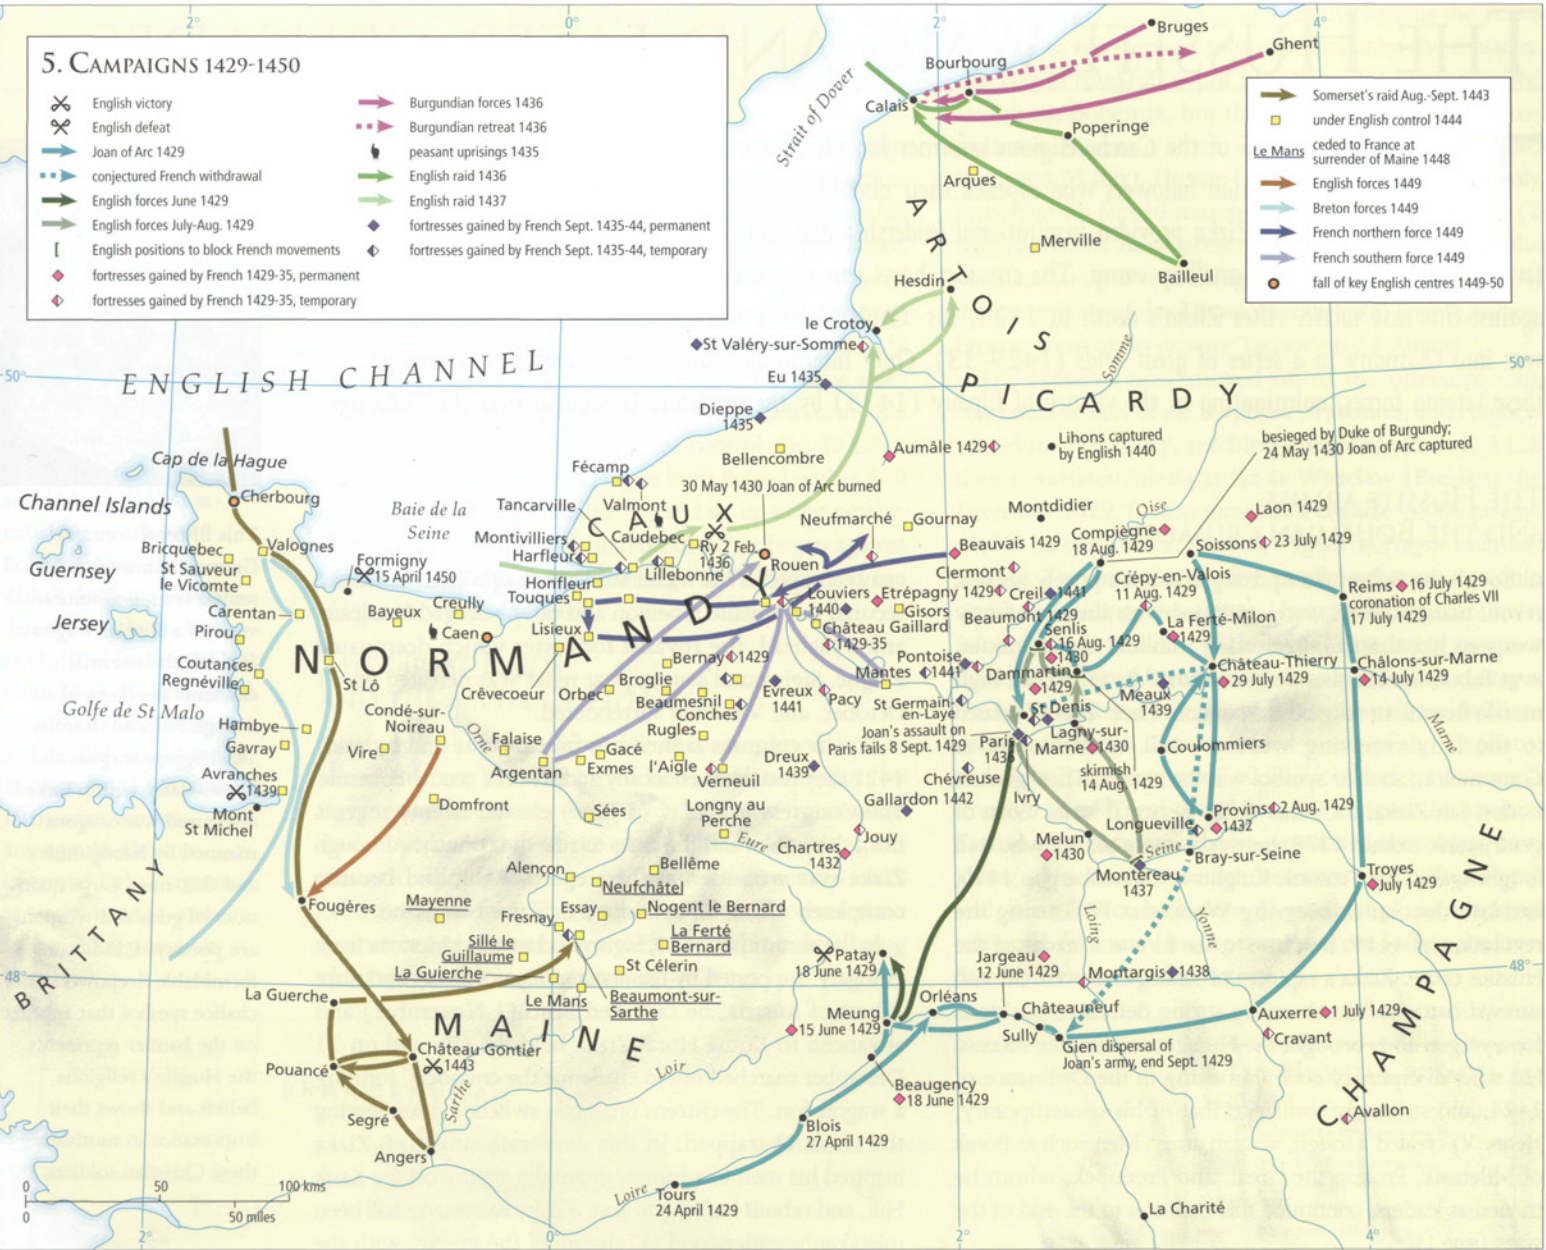 5. CAMPAIGNS 1429-1450
English victory
English defeat
Joan of Arc 1429
conjectured French withdrawal
English forces June 1429
English forces July-Aug. 1429
English positions to block French movements
fortresses gained by French 1429-35, permanent
fortresses gained by French 1429-35, temporary
Burgundian forces 1436
Burgundian retreat 1436
peasant uprisings 1435
English raid 1436
English raid 1437
fortresses gained by French Sept. 1435-44, permanent
fortresses gained by French Sept. 1435-44, temporary
Somerset's raid Aug.-Sept. 1443
under English control 1444
Le Mans
ceded to France at
surrender of Maine 1448
English forces 1449
Breton forces 1449
French northern force 1449
French southern force 1449
fall of key English centres 1449-50
2°
0°
2°
4°
Bruges
Ghent
Bourbourg
Calais
Strait of Dover
Poperinge
Arques
Merville
Bailleul
ARTOIS
Hesdin
le Crotoy
St Valéry-sur-Somme
Somme
50°
50°
ENGLISH CHANNEL
Eu 1435
PICARDY
Dieppe
1435
Bellencombre
Aumâle 1429
Lihons captured
by English 1440
besieged by Duke of Burgundy;
24 May 1430 Joan of Arc captured
Cap de la Hague
Cherbourg
Channel Islands
Baie de la
Seine
Fécamp
Valmont
Tancarville
30 May 1430 Joan of Arc burned
CAUX
Caudebec
Ry 2 Feb.
1436
Neufmarché
Gournay
Montdidier
Oise
Compiègne
18 Aug. 1429
Laon 1429
Soissons
23 July 1429
Bricquebec
Valognes
St Sauveur
le Vicomte
Guernsey
Formigny
15 April 1450
Montivilliers
Harfleur
Lillebonne
Rouen
Beauvais 1429
Clermont
Honfleur
Touques
Louviers
1440
Etrépagny 1429
Creil
1441
Crépy-en-Valois
11 Aug. 1429
Reims
16 July 1429
coronation of Charles VII
17 July 1429
Jersey
Carentan
Pirou
Bayeux
Creully
Caen
Lisieux
Gisors
Château Gaillard
1429-35
Beaumont 1429
Senlis
16 Aug. 1429
1430
La Ferté-Milon
1429
NORMANDY
Coutances
Regnéville
St Lô
Crêvecoeur
Bernay
1429
Orbec
Broglie
Beaumesnil
Conches
Evreux
1441
Pacy
Mantes
Pontoise
1441
Dammartin
1429
Meaux
1439
Château-Thierry
29 July 1429
Châlons-sur-Marne
14 July 1429
Golfe de St Malo
Hambye
Gavray
Condé-sur-
Noireau
Vire
Orne
Falaise
Argentan
Gacé
Exmes
l'Aigle
Rugles
Verneuil
St Germain-
en-Laye
St Denis
Joan's assault on
Paris fails 8 Sept. 1429
Paris
1436
Lagny-sur-
Marne
1430
Coulommiers
Marne
Avranches
1439
Mont
St Michel
Domfront
Sées
Longny au
Perche
Eure
Dreux
1439
Chévreuse
Ivry
skirmish
14 Aug. 1429
Gallardon 1442
Jouy
Chartres
1432
Melun
1430
Longueville
Provins
2 Aug. 1429
1432
Seine
Bray-sur-Seine
Montereau
1437
Troyes
July 1429
BRITTANY
Fougères
Mayenne
Alençon
Bellême
Neufchâtel
Essay
Fresnay
Nogent le Bernard
La Ferté
Bernard
Sillé le
Guillaume
La Guierche
St Célerin
Le Mans
Beaumont-sur-
Sarthe
48°
48°
Patay
18 June 1429
Jargeau
12 June 1429
Loing
Yonne
Montargis
1438
CHAMPAGNE
La Guerche
MAINE
Meung
15 June 1429
Orléans
Châteauneuf
Sully
Gien dispersal of
Joan's army, end Sept. 1429
Auxerre
1 July 1429
Cravant
Avallon
Pouancé
Château Gontier
1443
Sarthe
Loir
Segré
Angers
Beaugency
18 June 1429
Blois
27 April 1429
Loire
Tours
24 April 1429
La Charité
0
50
100 kms
0
50 miles
2°
0°
2°
4°